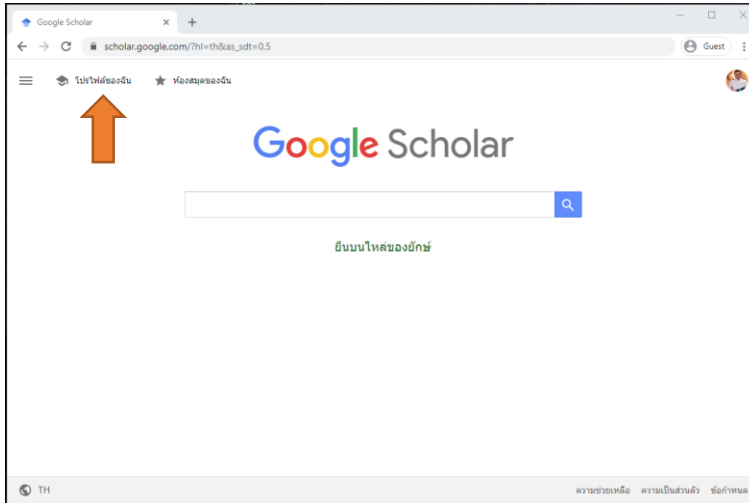 Google Scholar
scholar.google.com/?hl=th&as_sdt=0.5
Guest
โปรไฟล์ของฉัน
ห้องสมุดของฉัน
Google Scholar
ยืนบนไหล่ของยักษ์
TH
ความช่วยเหลือ ความเป็นส่วนตัว ข้อกำหนด